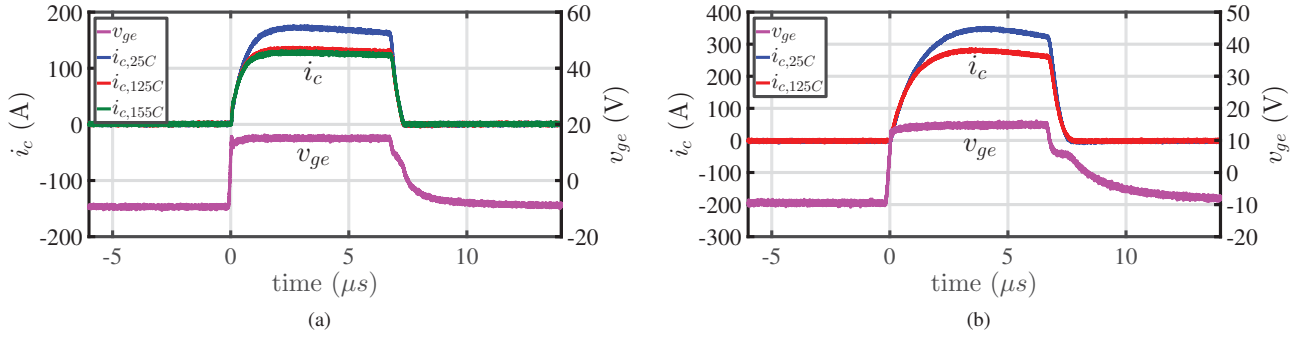 200
100
0
-100
-200
i_c (A)
60
40
20
0
-20
v_ge (V)
v_ge
i_c,25C
i_c,125C
i_c,155C
i_c
v_ge
-5 0 5 10
time (μs)
(a)
400
300
200
100
0
-100
-200
-300
i_c (A)
50
40
30
20
10
0
-10
-20
v_ge (V)
v_ge
i_c,25C
i_c,125C
i_c
v_ge
-5 0 5 10
time (μs)
(b)